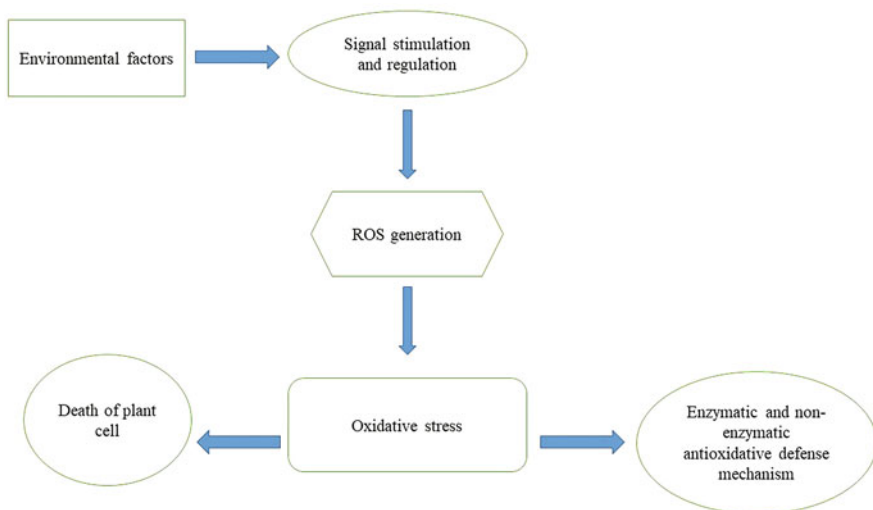 Environmental factors
Signal stimulation
and regulation
ROS generation
Death of plant
cell
Oxidative stress
Enzymatic and non-
enzymatic
antioxidative defense
mechanism